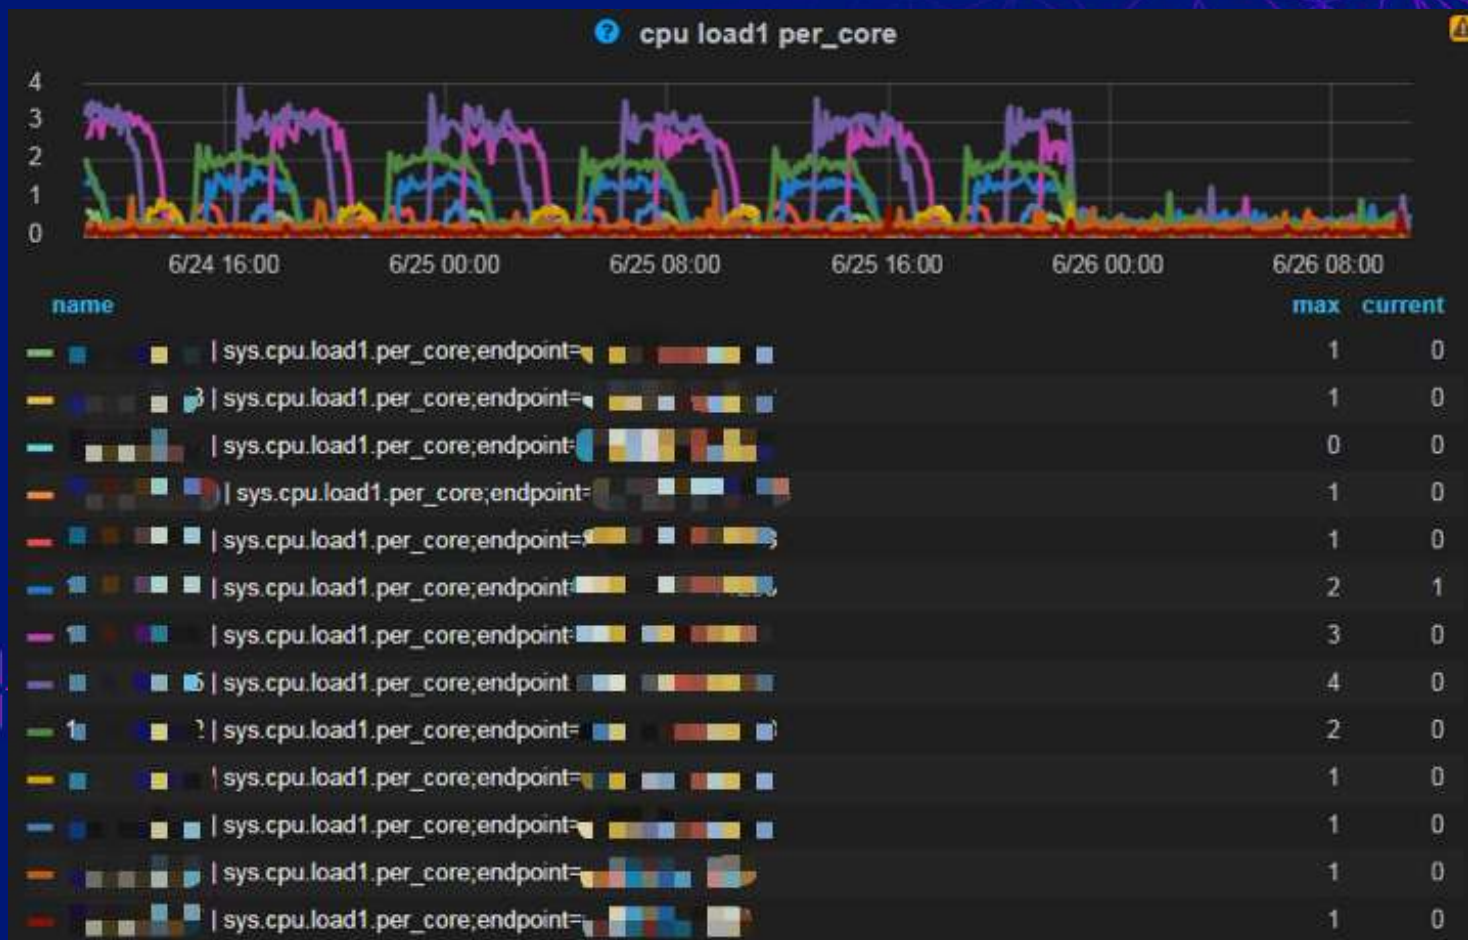 cpu load1 per_core
4
3
2
1
0
6/24 16:00 6/25 00:00 6/25 08:00 6/25 16:00 6/26 00:00 6/26 08:00
name max current
| sys.cpu.load1.per_core;endpoint= 1 0
| sys.cpu.load1.per_core;endpoint= 1 0
| sys.cpu.load1.per_core;endpoint= 0 0
| sys.cpu.load1.per_core;endpoint= 1 0
| sys.cpu.load1.per_core;endpoint= 1 0
| sys.cpu.load1.per_core;endpoint= 2 1
| sys.cpu.load1.per_core;endpoint= 3 0
| sys.cpu.load1.per_core;endpoint 4 0
| sys.cpu.load1.per_core;endpoint= 2 0
| sys.cpu.load1.per_core;endpoint= 1 0
| sys.cpu.load1.per_core;endpoint= 1 0
| sys.cpu.load1.per_core;endpoint= 1 0
| sys.cpu.load1.per_core;endpoint= 1 0